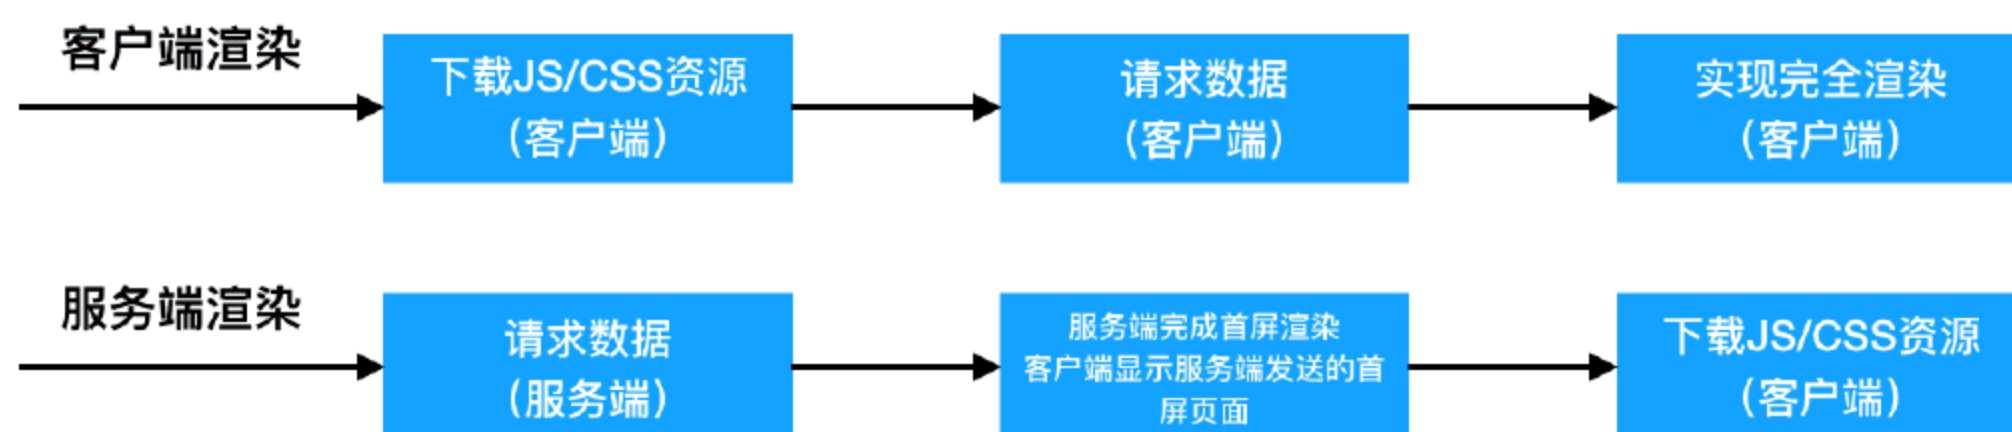 客户端渲染
下载JS/CSS资源
（客户端）
请求数据
（客户端）
实现完全渲染
（客户端）
服务端渲染
请求数据
（服务端）
服务端完成首屏渲染
客户端显示服务端发送的首
屏页面
下载JS/CSS资源
（客户端）